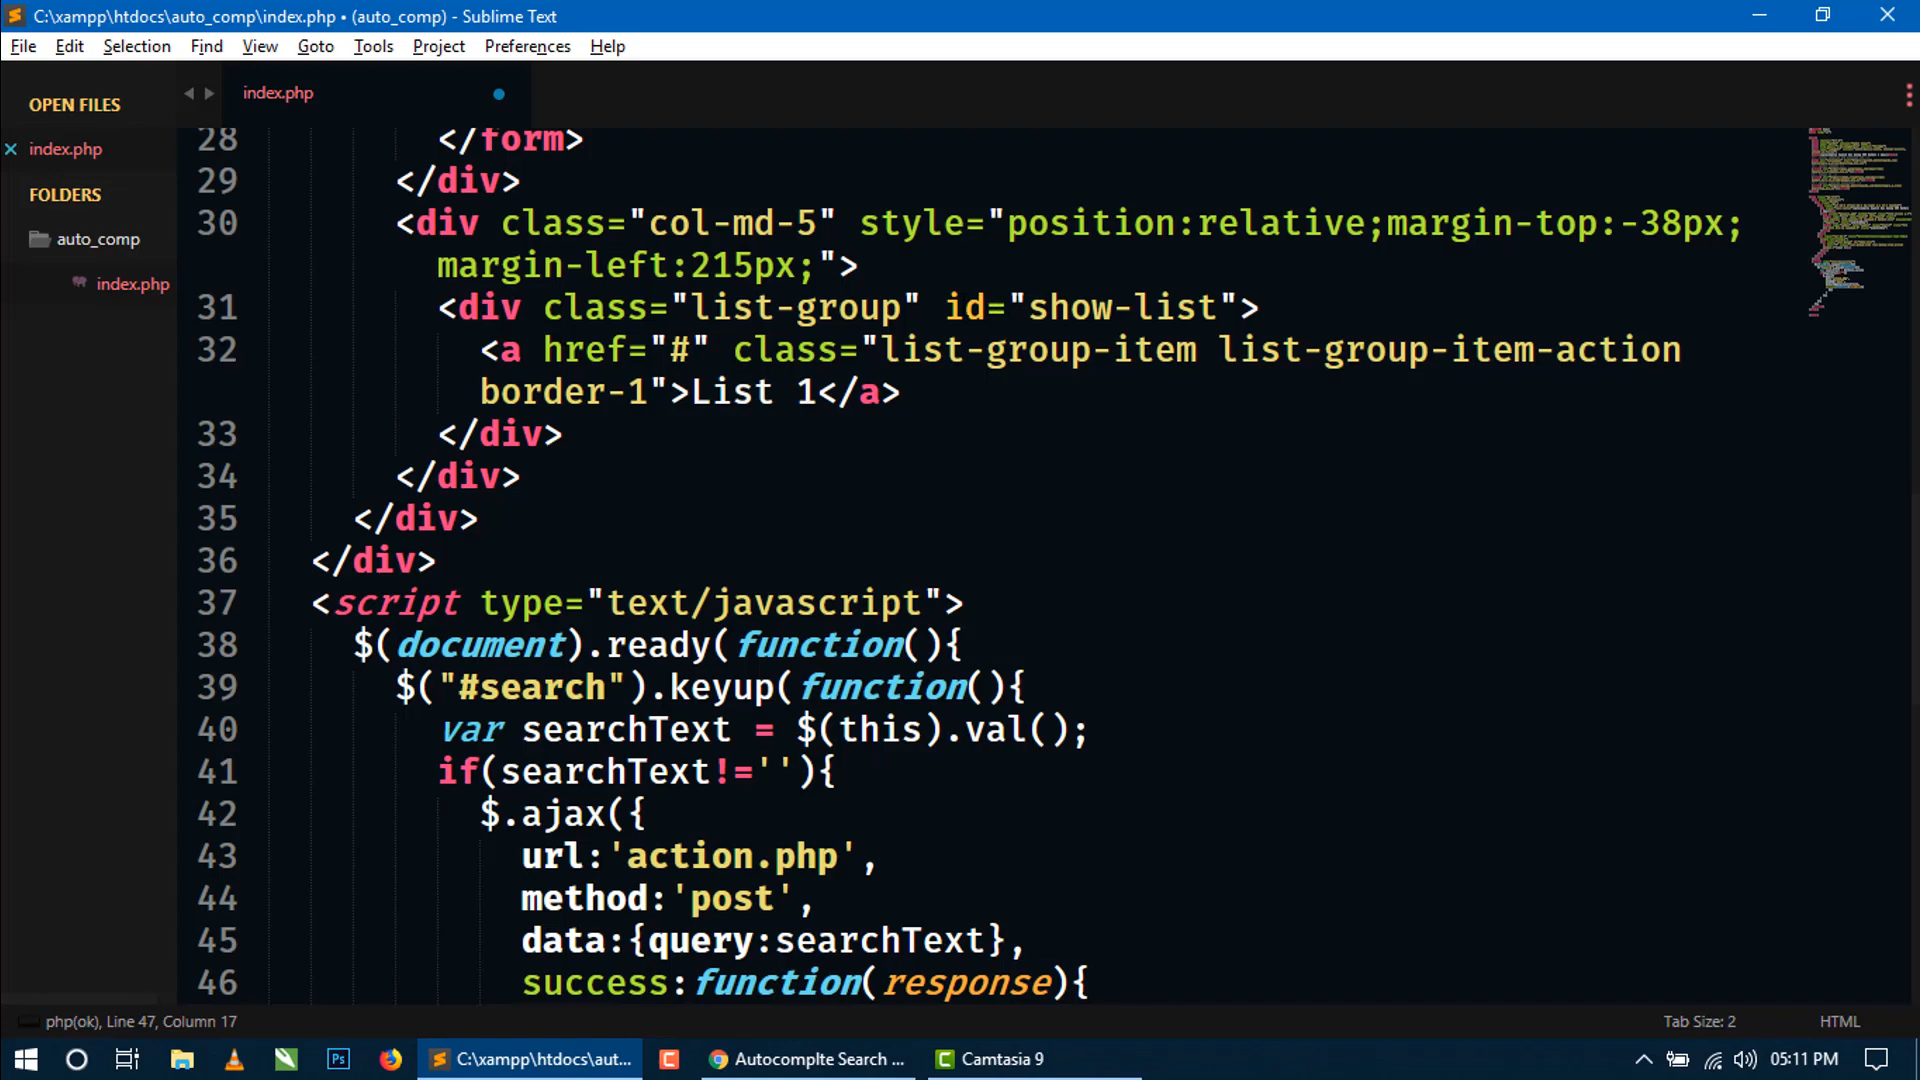 C:\xampp\htdocs\auto_comp\index.php • (auto_comp) - Sublime Text
File Edit Selection Find View Goto Tools Project Preferences Help
OPEN FILES
index.php
FOLDERS
auto_comp
index.php
index.php
28 </form>
29 </div>
30 <div class="col-md-5" style="position:relative;margin-top:-38px;
margin-left:215px;">
31 <div class="list-group" id="show-list">
32 <a href="#" class="list-group-item list-group-item-action
border-1">List 1</a>
33 </div>
34 </div>
35 </div>
36 </div>
37 <script type="text/javascript">
38 $(document).ready(function(){
39 $("#search").keyup(function(){
40 var searchText = $(this).val();
41 if(searchText!=''){
42 $.ajax({
43 url:'action.php',
44 method:'post',
45 data:{query:searchText},
46 success:function(response){
php(ok), Line 47, Column 17
Tab Size: 2
HTML
Ps
C:\xampp\htdocs\aut...
C
Autocomplte Search ...
C
Camtasia 9
05:11 PM